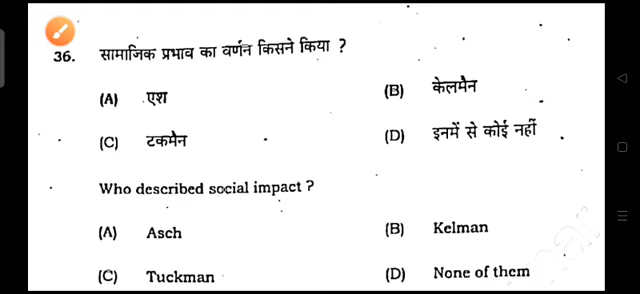 36. सामाजिक प्रभाव का वर्णन किसने किया ?
(A) एश (B) केलमैन
(C) टकमैन (D) इनमें से कोई नहीं
Who described social impact ?
(A) Asch (B) Kelman
(C) Tuckman (D) None of them